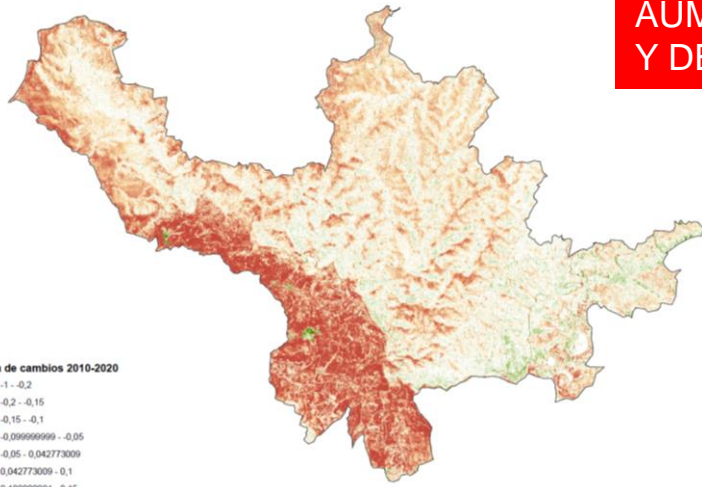 AUM
Y DE
de cambios 2010-2020
-1 - -0,2
-0,2 - -0,15
-0,15 - -0,1
-0,099999999 - -0,05
-0,05 - 0,042773009
0,042773009 - 0,1